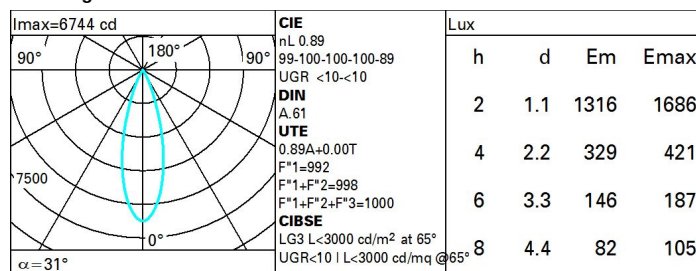 Imax=6744 cd
90°
180°
90°
7500
0°
α=31°
CIE
nL 0.89
99-100-100-100-89
UGR <10-<10
DIN
A.61
UTE
0.89A+0.00T
F"1=992
F"1+F"2=998
F"1+F"2+F"3=1000
CIBSE
LG3 L<3000 cd/m² at 65°
UGR<10 | L<3000 cd/mq @65°
Lux
h d Em Emax
2 1.1 1316 1686
4 2.2 329 421
6 3.3 146 187
8 4.4 82 105